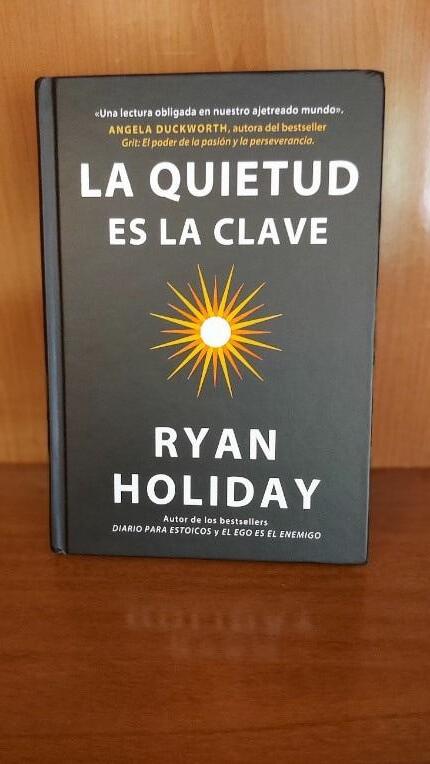 «Una lectura obligada en nuestro ajetreado mundo».
ANGELA DUCKWORTH, autora del bestseller
Grit: El poder de la pasión y la perseverancia.
LA QUIETUD
ES LA CLAVE
RYAN
HOLIDAY
Autor de los bestsellers
DIARIO PARA ESTOICOS y EL EGO ES EL ENEMIGO